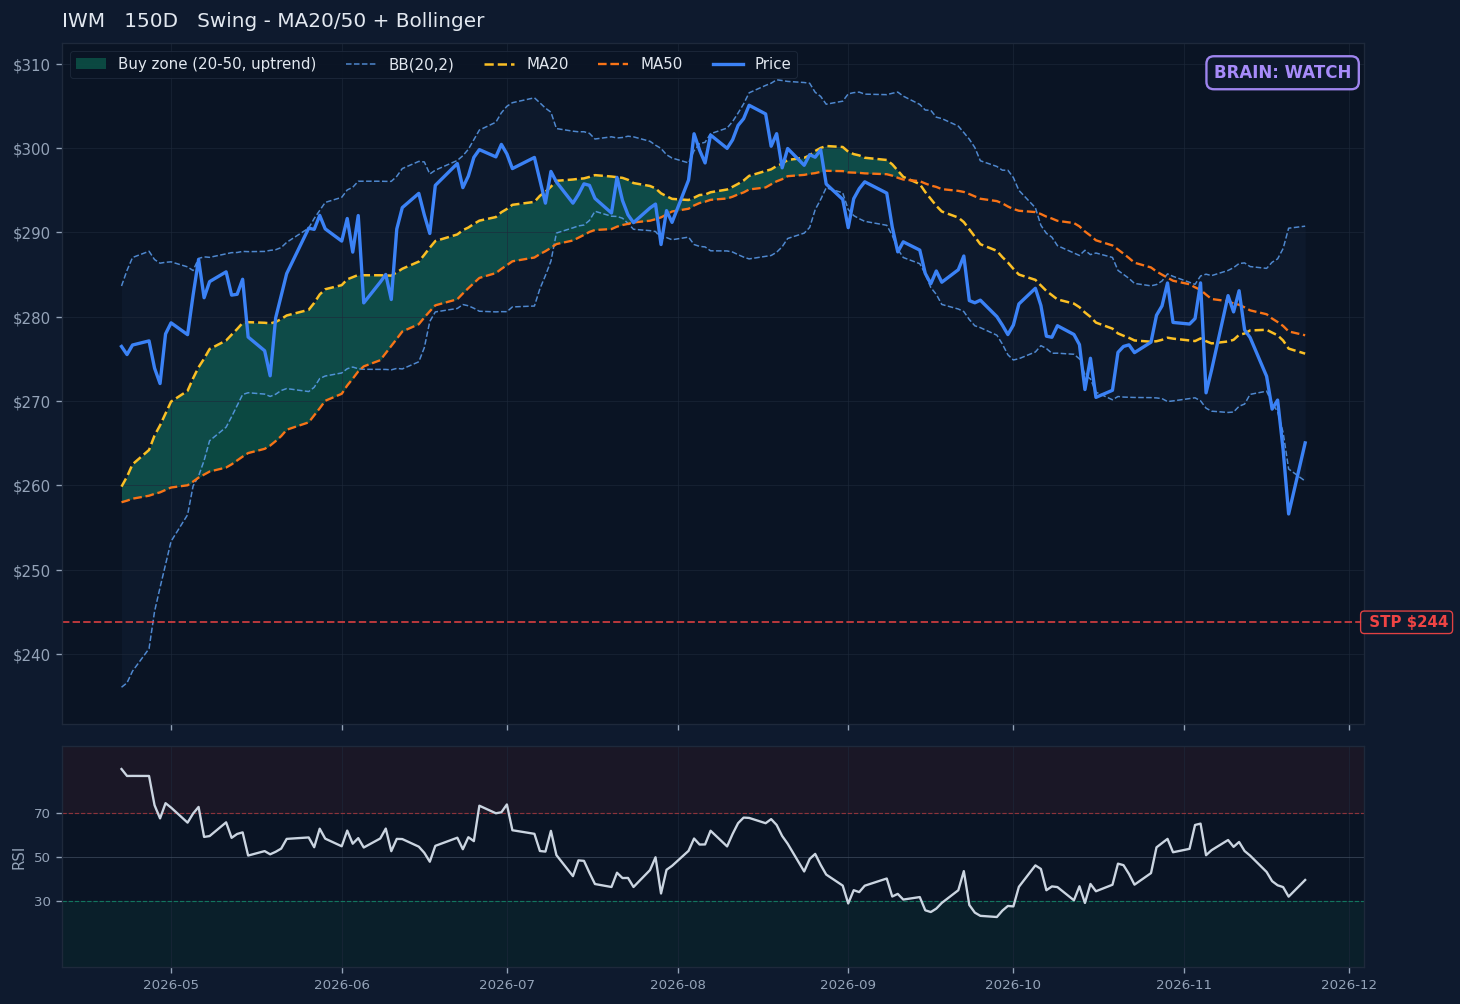 IWM   150D   Swing - MA20/50 + Bollinger
Buy zone (20-50, uptrend)   BB(20,2)   MA20   MA50   Price
BRAIN: WATCH
$310
$300
$290
$280
$270
$260
$250
$240
STP $244
70
50
30
RSI
2026-05   2026-06   2026-07   2026-08   2026-09   2026-10   2026-11   2026-12